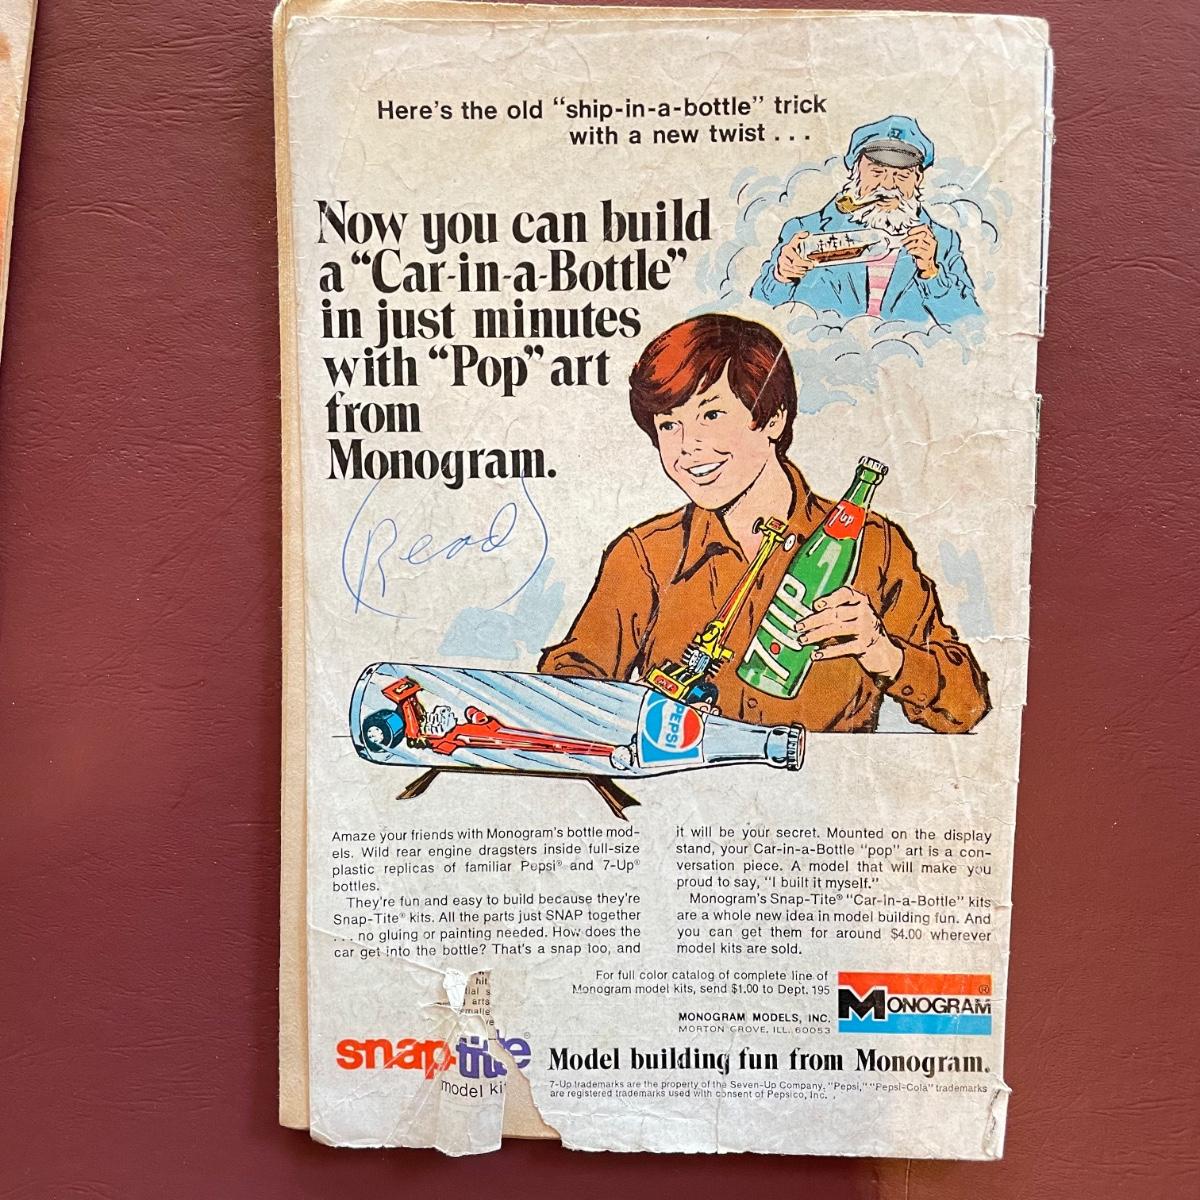 Here's the old "ship-in-a-bottle" trick
with a new twist . . .
Now you can build
a "Car-in-a-Bottle"
in just minutes
with "Pop" art
from
Monogram.
(Read)
7up
7·UP
PEPSI
Amaze your friends with Monogram's bottle mod-
els. Wild rear engine dragsters inside full-size
plastic replicas of familiar Pepsi® and 7-Up®
bottles.
They're fun and easy to build because they're
Snap-Tite® kits. All the parts just SNAP together
. . . no gluing or painting needed. How does the
car get into the bottle? That's a snap too, and
it will be your secret. Mounted on the display
stand, your Car-in-a-Bottle "pop" art is a con-
versation piece. A model that will make you
proud to say, "I built it myself."
Monogram's Snap-Tite® "Car-in-a-Bottle" kits
are a whole new idea in model building fun. And
you can get them for around $4.00 wherever
model kits are sold.
For full color catalog of complete line of
Monogram model kits, send $1.00 to Dept. 195
MONOGRAM MODELS, INC.
MORTON GROVE, ILL. 60053
MONOGRAM®
hit
arts
snap-tite®
model ki
Model building fun from Monogram.
7-Up trademarks are the property of the Seven-Up Company. "Pepsi," "Pepsi-Cola" trademarks
are registered trademarks used with consent of Pepsico, Inc.